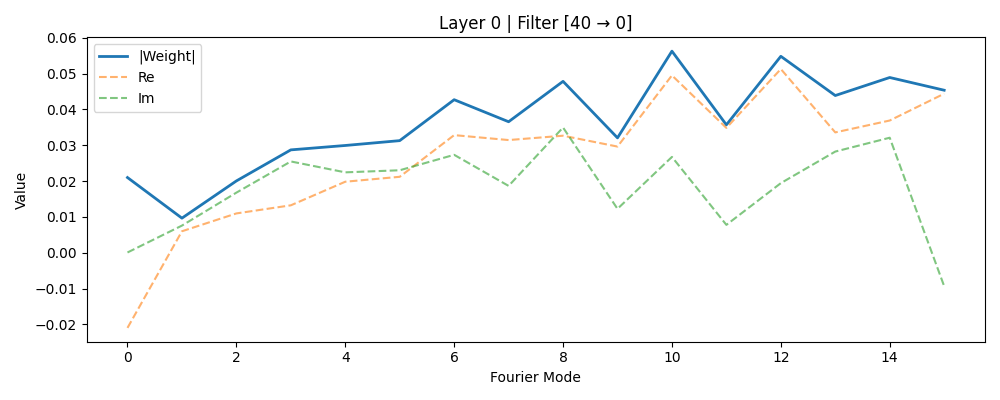 Layer 0 | Filter [40 → 0]
|Weight|
Re
Im
0.06
0.05
0.04
0.03
0.02
0.01
0.00
−0.01
−0.02
Value
0 2 4 6 8 10 12 14
Fourier Mode